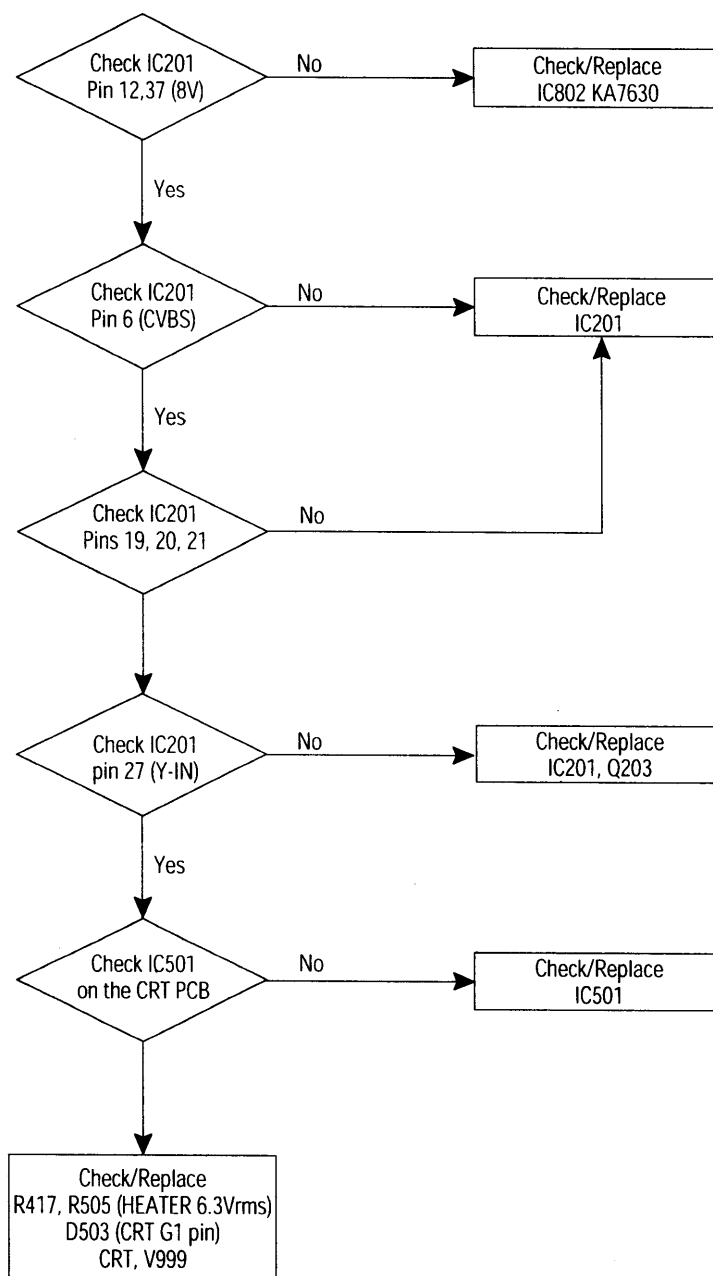 Check IC201
Pin 12,37 (8V)
No
Check/Replace
IC802 KA7630
Yes
Check IC201
Pin 6 (CVBS)
No
Check/Replace
IC201
Yes
Check IC201
Pins 19, 20, 21
No
Check IC201
pin 27 (Y-IN)
No
Check/Replace
IC201, Q203
Yes
Check IC501
on the CRT PCB
No
Check/Replace
IC501
Check/Replace
R417, R505 (HEATER 6.3Vrms)
D503 (CRT G1 pin)
CRT, V999